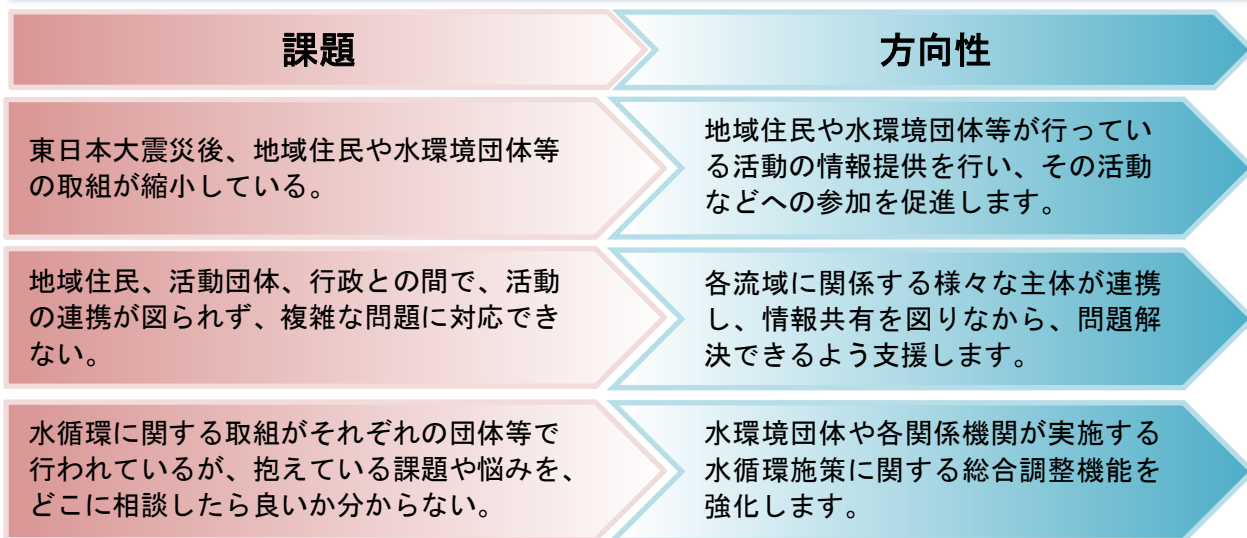 課題
方向性
東日本大震災後、地域住民や水環境団体等
の取組が縮小している。
地域住民や水環境団体等が行ってい
る活動の情報提供を行い、その活動
などへの参加を促進します。
地域住民、活動団体、行政との間で、活動
の連携が図られず、複雑な問題に対応でき
ない。
各流域に関係する様々な主体が連携
し、情報共有を図りなから、問題解
決できるよう支援します。
水循環に関する取組がそれぞれの団体等で
行われているが、抱えている課題や悩みを、
どこに相談したら良いか分からない。
水環境団体や各関係機関が実施する
水循環施策に関する総合調整機能を
強化します。